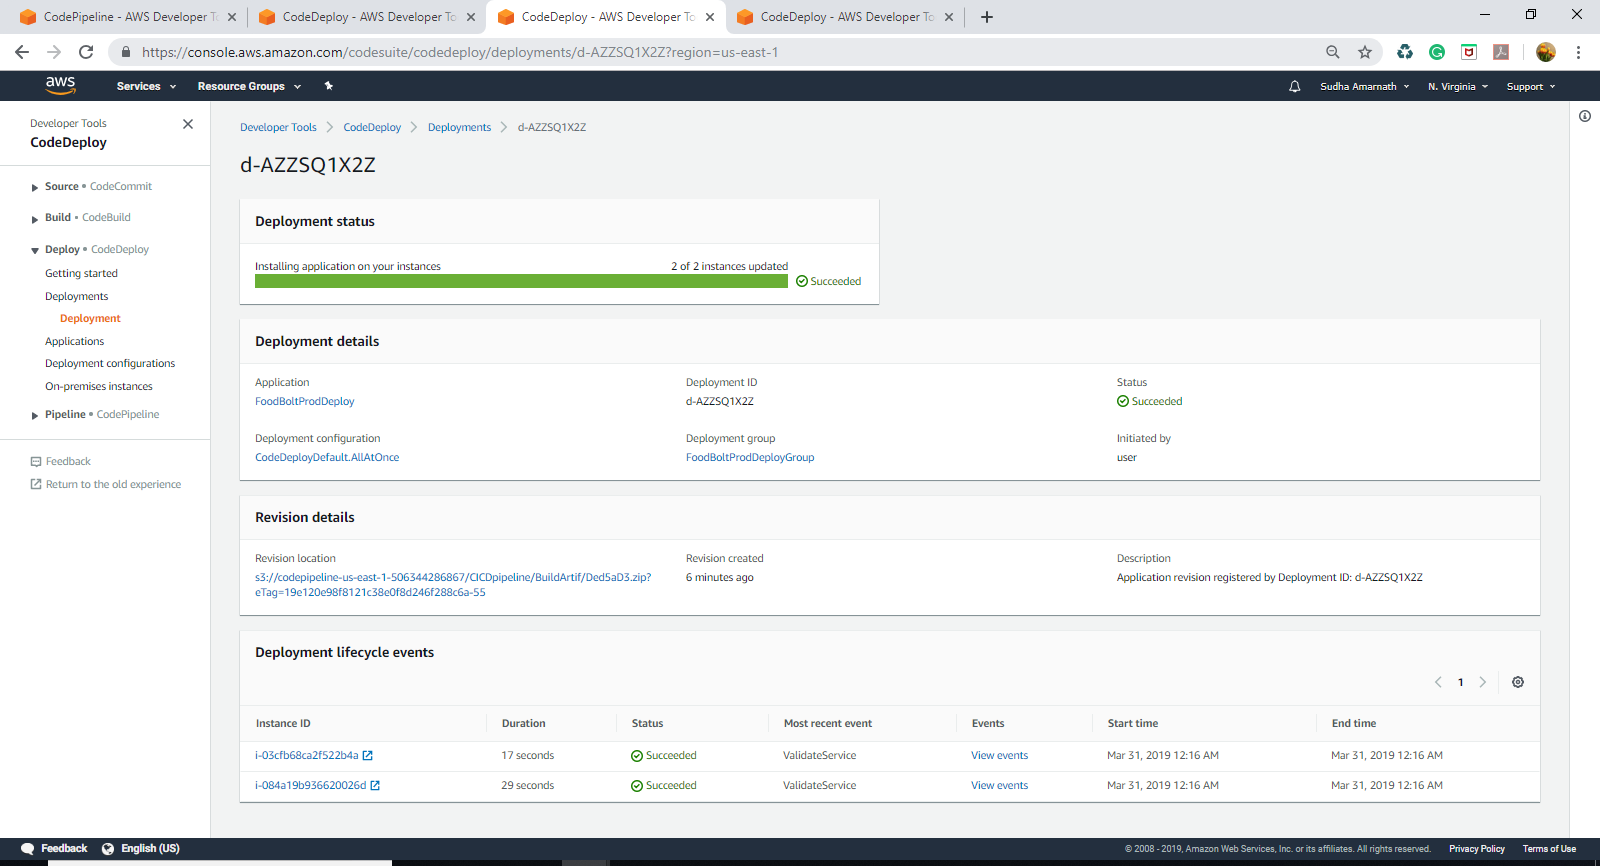 CodePipeline - AWS Developer To
CodeDeploy - AWS Developer To
CodeDeploy - AWS Developer To
CodeDeploy - AWS Developer To
https://console.aws.amazon.com/codesuite/codedeploy/deployments/d-AZZSQ1X2Z?region=us-east-1
aws
Services
Resource Groups
Sudha Amarnath
N. Virginia
Support
Developer Tools
CodeDeploy
Source • CodeCommit
Build • CodeBuild
Deploy • CodeDeploy
Getting started
Deployments
Deployment
Applications
Deployment configurations
On-premises instances
Pipeline • CodePipeline
Feedback
Return to the old experience
Developer Tools > CodeDeploy > Deployments > d-AZZSQ1X2Z
d-AZZSQ1X2Z
Deployment status
Installing application on your instances
2 of 2 instances updated
Succeeded
Deployment details
Application
FoodBoltProdDeploy
Deployment ID
d-AZZSQ1X2Z
Status
Succeeded
Deployment configuration
CodeDeployDefault.AllAtOnce
Deployment group
FoodBoltProdDeployGroup
Initiated by
user
Revision details
Revision location
s3://codepipeline-us-east-1-506344286867/CICDpipeline/BuildArtif/Ded5aD3.zip?
eTag=19e120e98f8121c38e0f8d246f288c6a-55
Revision created
6 minutes ago
Description
Application revision registered by Deployment ID: d-AZZSQ1X2Z
Deployment lifecycle events
1
Instance ID Duration Status Most recent event Events Start time End time
i-03cfb68ca2f522b4a 17 seconds Succeeded ValidateService View events Mar 31, 2019 12:16 AM Mar 31, 2019 12:16 AM
i-084a19b936620026d 29 seconds Succeeded ValidateService View events Mar 31, 2019 12:16 AM Mar 31, 2019 12:16 AM
Feedback
English (US)
© 2008 - 2019, Amazon Web Services, Inc. or its affiliates. All rights reserved.
Privacy Policy
Terms of Use